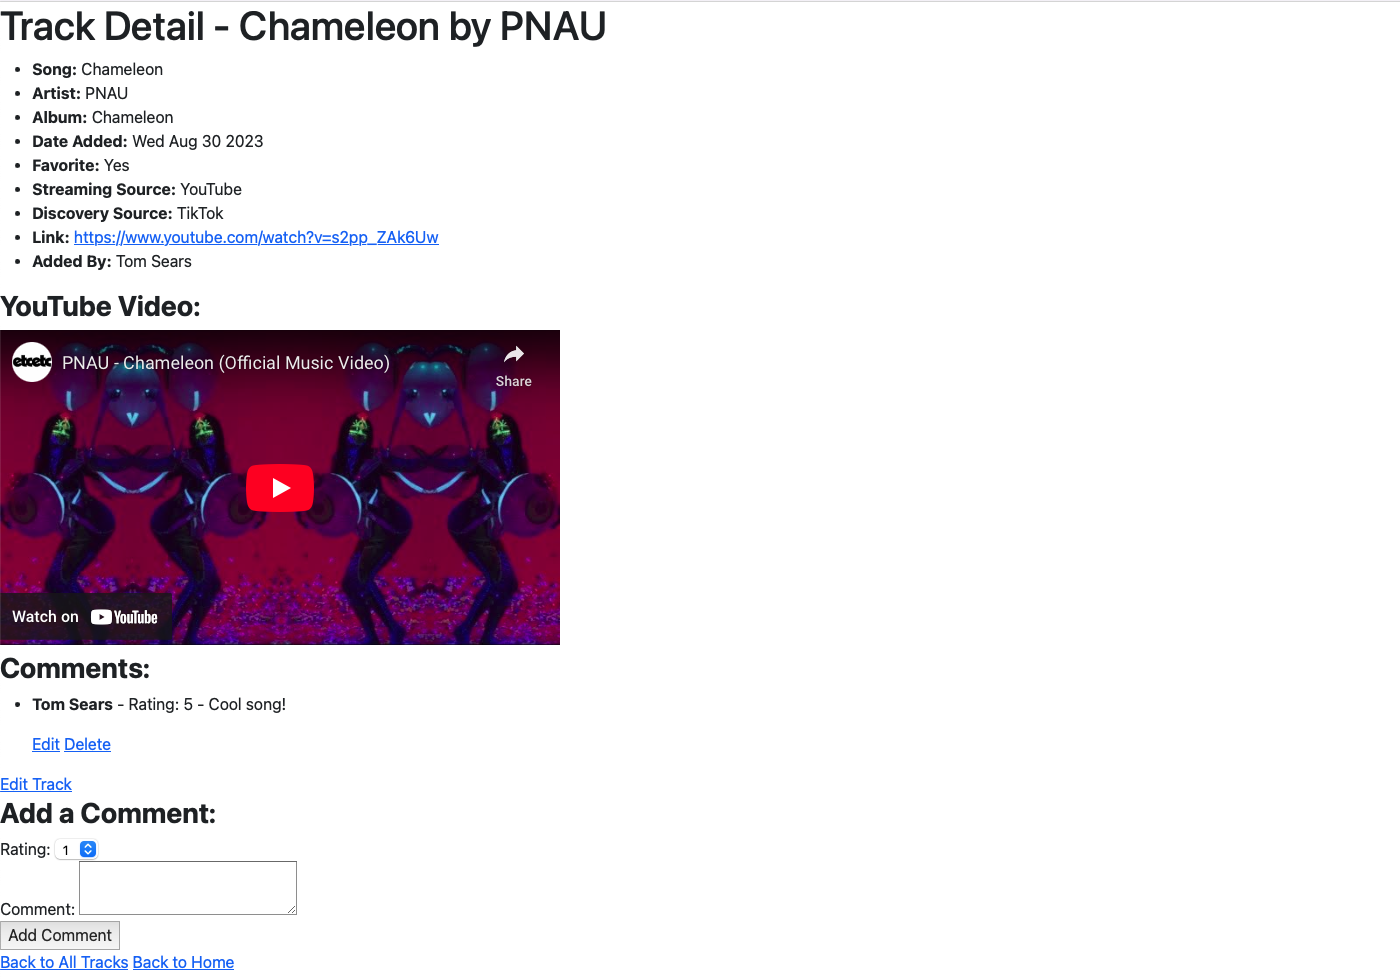 Track Detail - Chameleon by PNAU
Song: Chameleon
Artist: PNAU
Album: Chameleon
Date Added: Wed Aug 30 2023
Favorite: Yes
Streaming Source: YouTube
Discovery Source: TikTok
Link: https://www.youtube.com/watch?v=s2pp_ZAk6Uw
Added By: Tom Sears
YouTube Video:
etcetc PNAU - Chameleon (Official Music Video)
Share
Watch on YouTube
Comments:
Tom Sears - Rating: 5 - Cool song!
Edit Delete
Edit Track
Add a Comment:
Rating: 1
Comment:
Add Comment
Back to All Tracks Back to Home